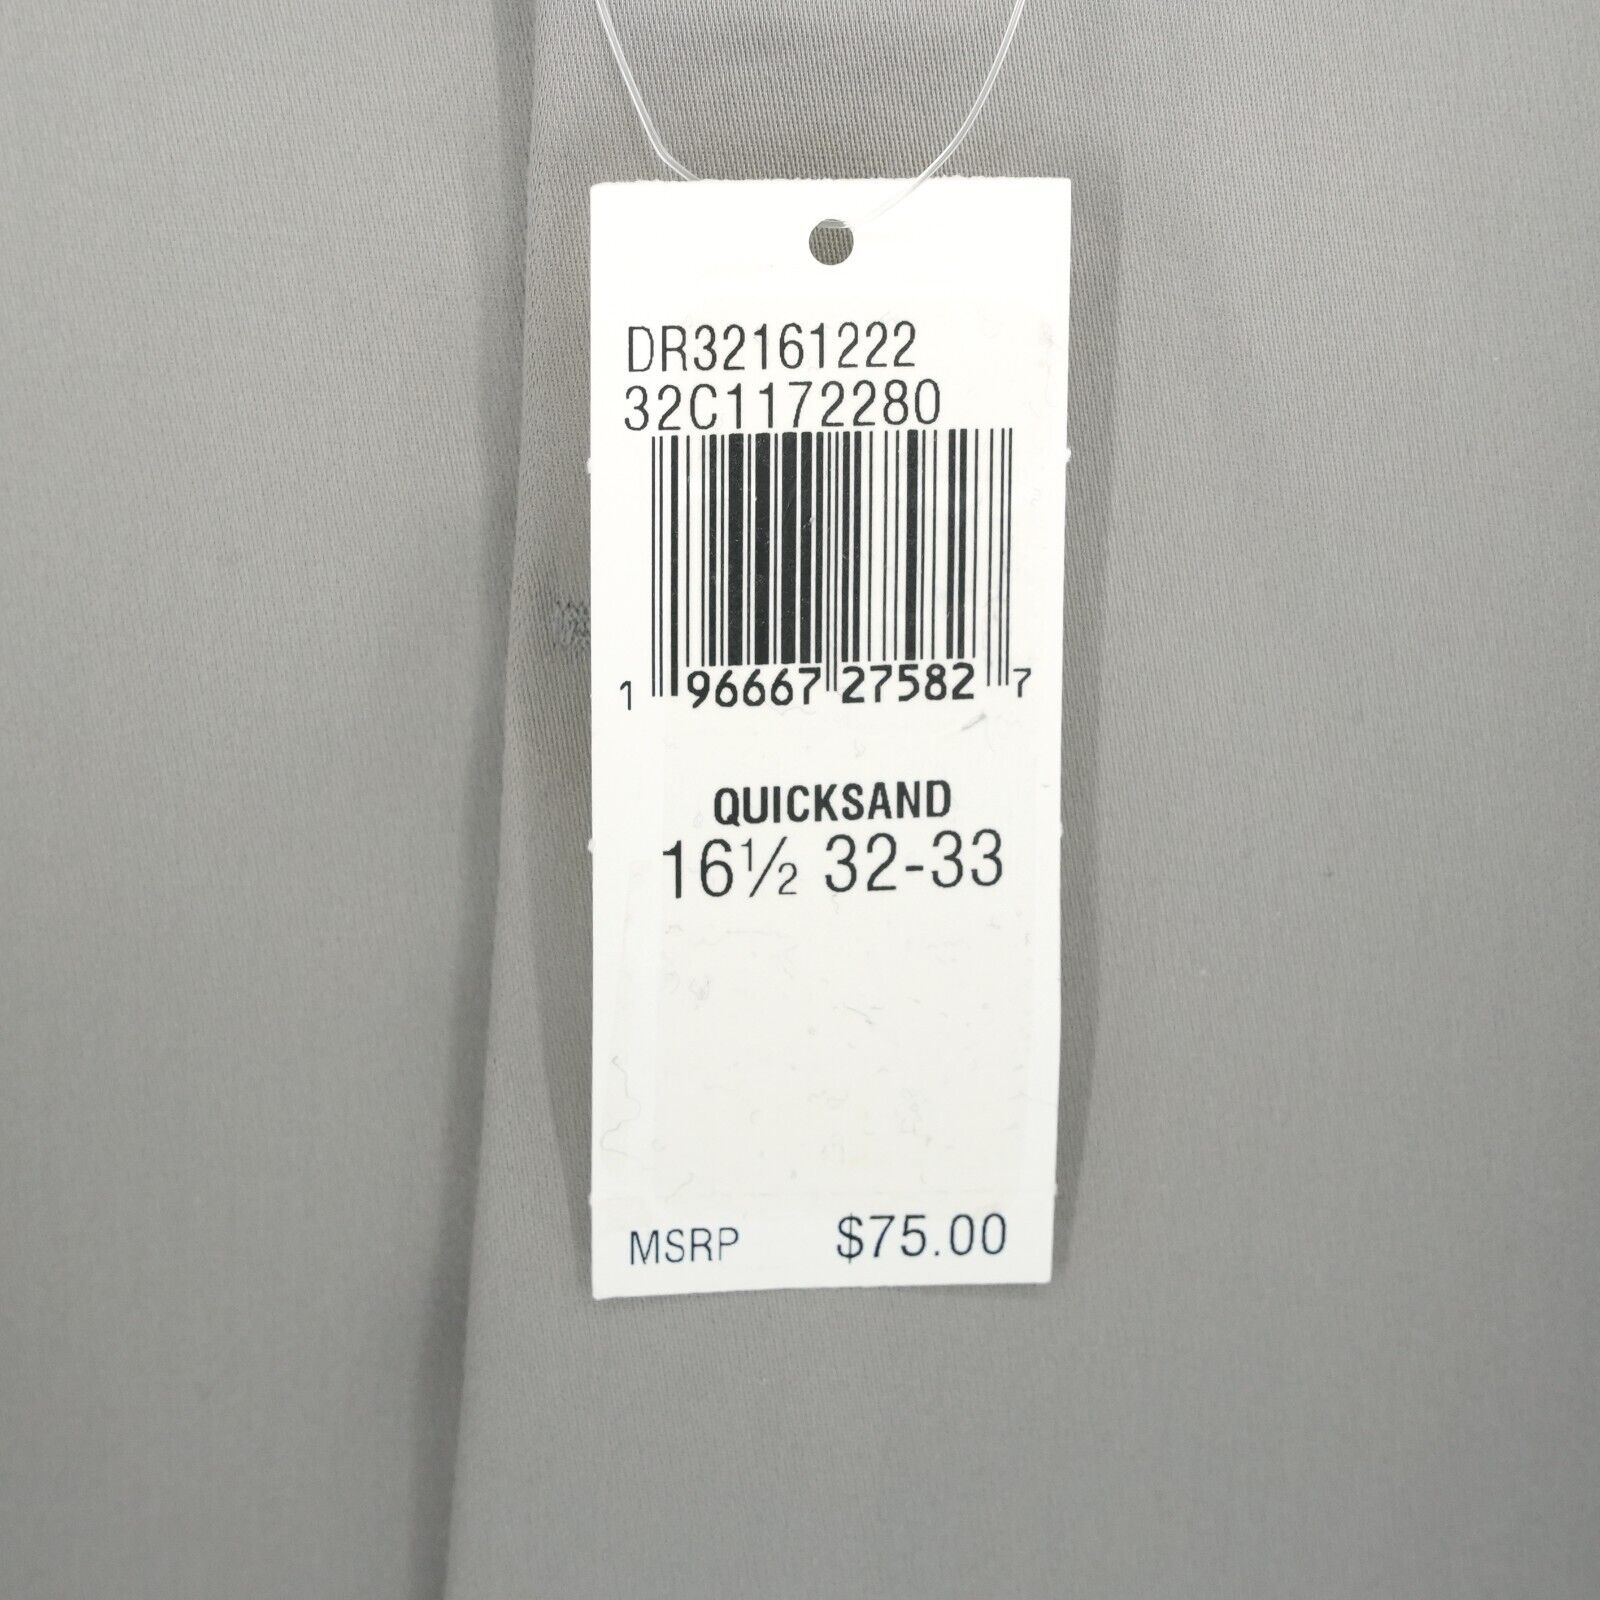 DR32161222
32C1172280
1 96667 27582 7
QUICKSAND
16½ 32-33
MSRP $75.00